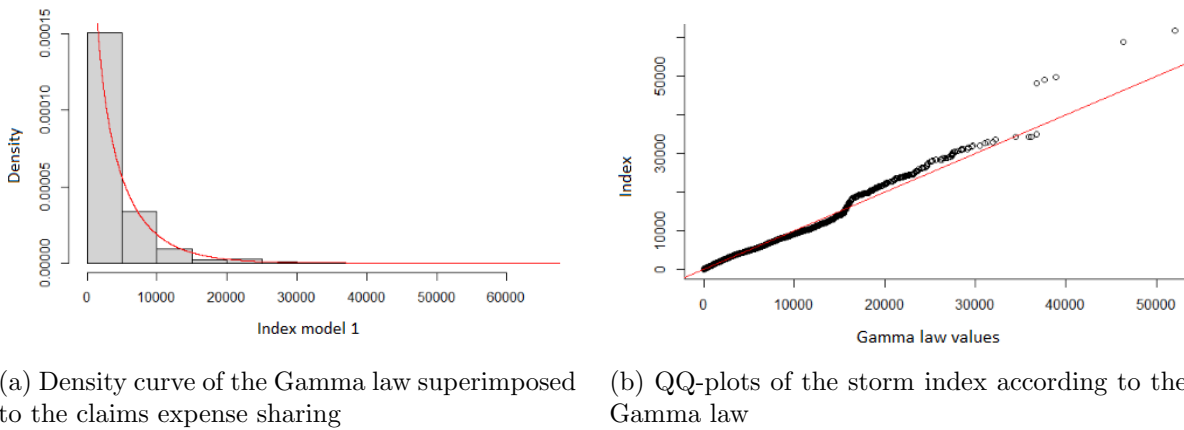 0.00015
0.00010
0.00005
0.00000
Density
0 10000 20000 30000 40000 50000 60000
Index model 1
50000
30000
10000
0
Index
0 10000 20000 30000 40000 50000
Gamma law values
(a) Density curve of the Gamma law superimposed
to the claims expense sharing
(b) QQ-plots of the storm index according to the
Gamma law